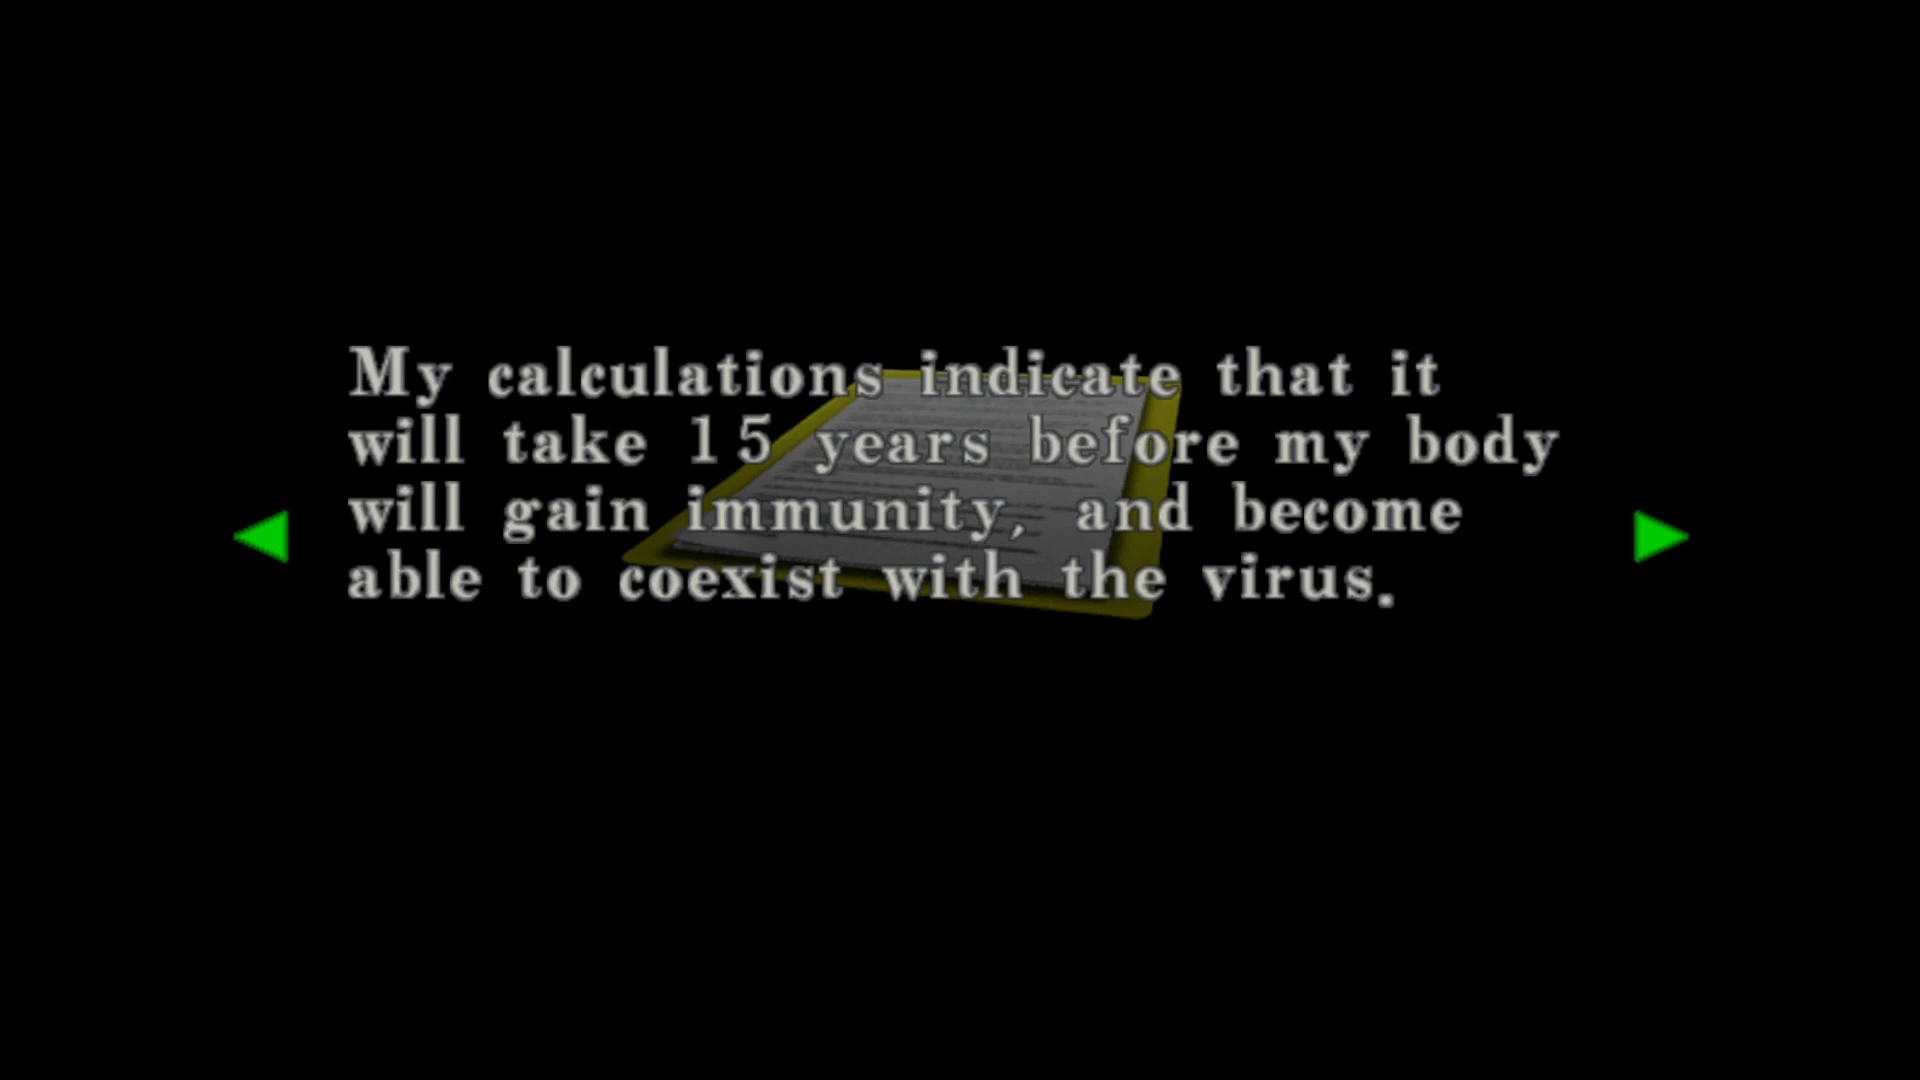 My calculations indicate that it
will take 15 years before my body
will gain immunity, and become
able to coexist with the virus.